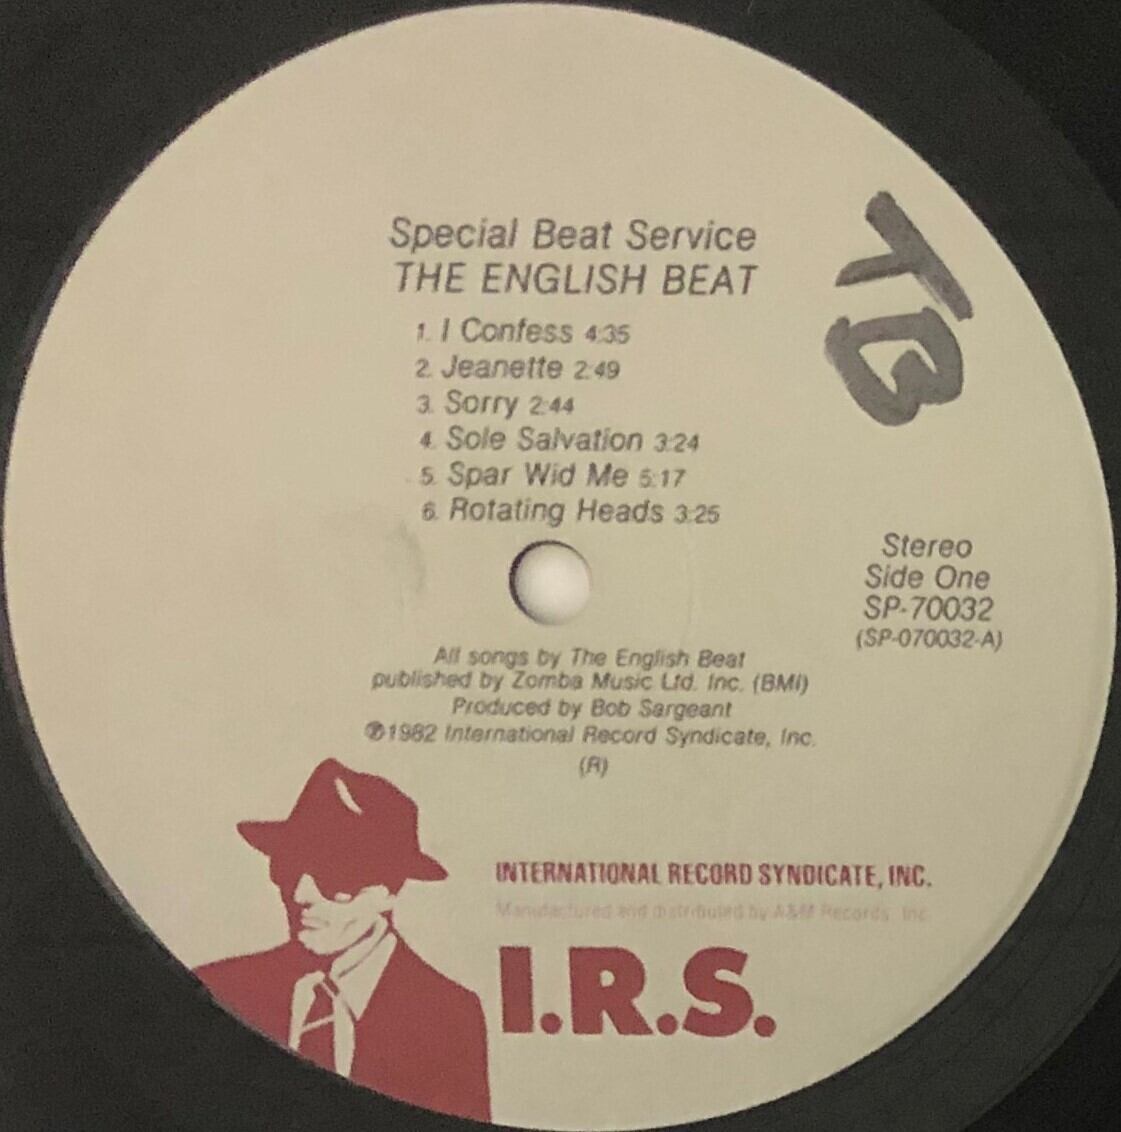 Special Beat Service
THE ENGLISH BEAT
1. I Confess 4:35
2. Jeanette 2:49
3. Sorry 2:44
4. Sole Salvation 3:24
5. Spar Wid Me 5:17
6. Rotating Heads 3:25
TB
Stereo
Side One
SP-70032
(SP-070032-A)
All songs by The English Beat
published by Zomba Music Ltd. Inc. (BMI)
Produced by Bob Sargeant
℗1982 International Record Syndicate, Inc.
(R)
INTERNATIONAL RECORD SYNDICATE, INC.
Manufactured and distributed by A&M Records, Inc.
I.R.S.